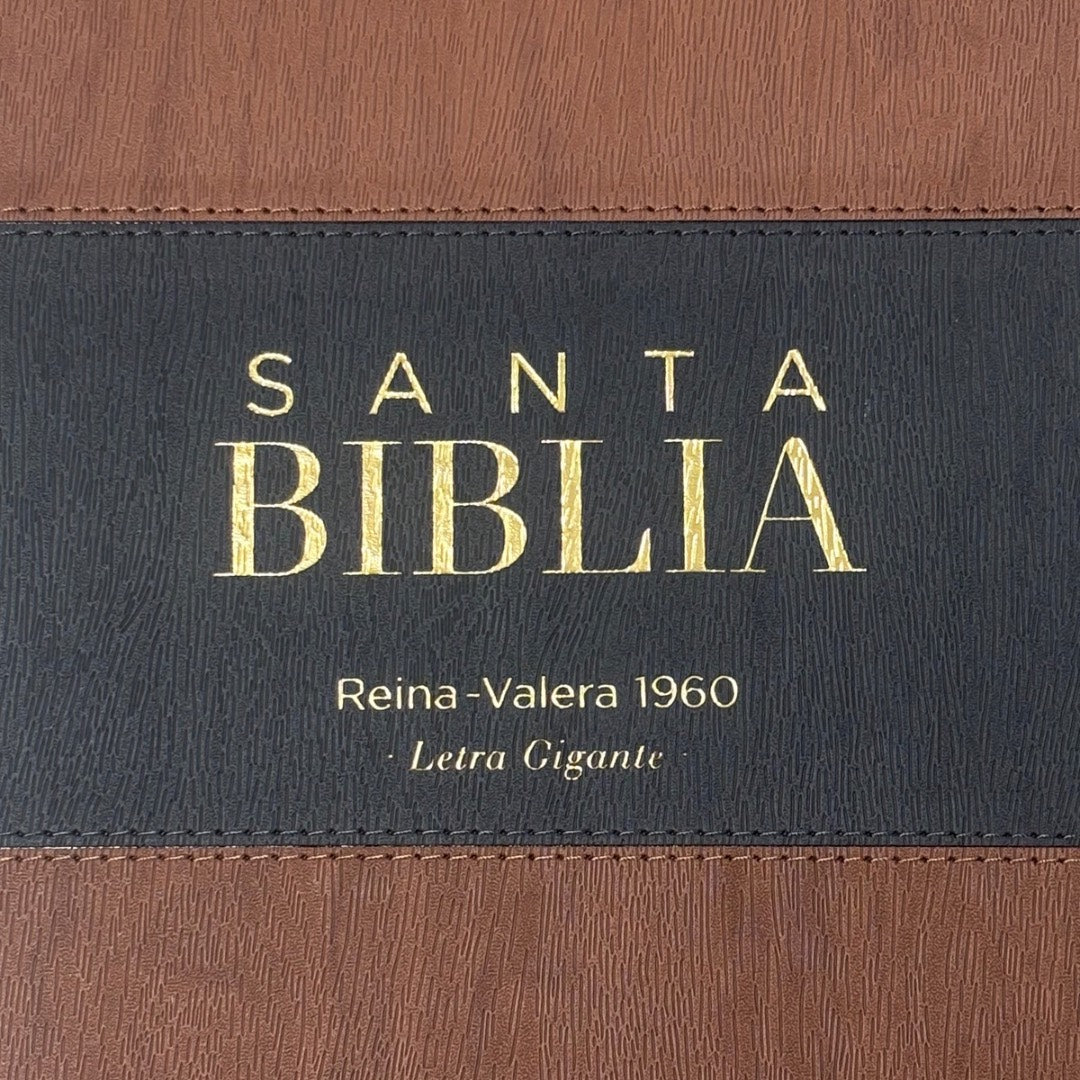 SANTA
BIBLIA
Reina-Valera 1960
· Letra Gigante ·